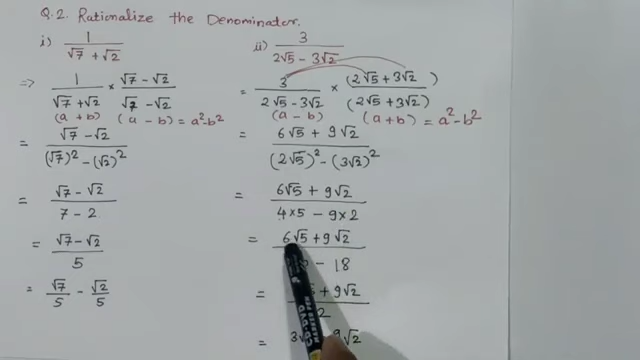 Q.2. Rationalize the Denominator.
i) 1 / (√7 + √2)
=> 1 / (√7 + √2) × (√7 - √2) / (√7 - √2)
(a + b) (a - b) = a²-b²
= (√7 - √2) / ((√7)² - (√2)²)
= (√7 - √2) / (7 - 2)
= (√7 - √2) / 5
= √7 / 5 - √2 / 5
ii) 3 / (2√5 - 3√2)
= 3 / (2√5 - 3√2) × (2√5 + 3√2) / (2√5 + 3√2)
(a - b) (a + b) = a²-b²
= (6√5 + 9√2) / ((2√5)² - (3√2)²)
= (6√5 + 9√2) / (4×5 - 9×2)
= (6√5 + 9√2) / - 18
= + 9√2 / 2
= 3 9√2